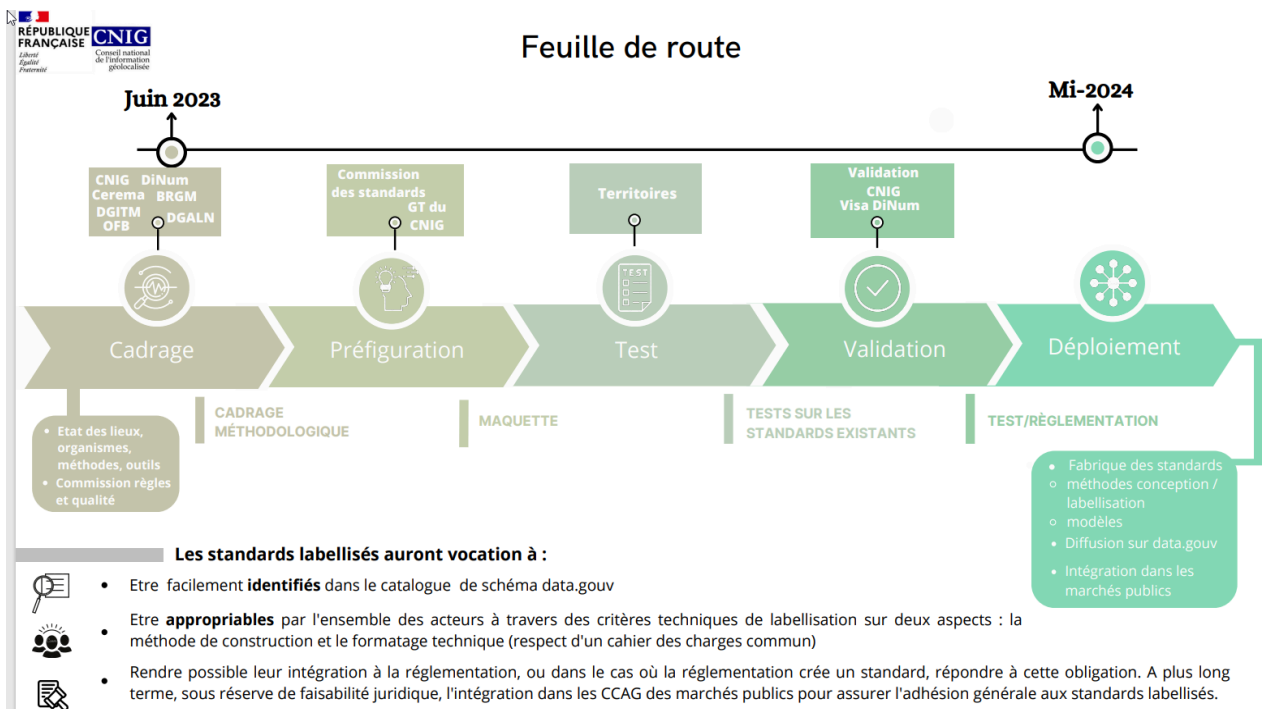 RÉPUBLIQUE
FRANÇAISE
Liberté
Égalité
Fraternité
CNIG
Conseil national
de l'information
géolocalisée
Feuille de route
Juin 2023
Mi-2024
CNIG DiNum
Cerema BRGM
DGITM
DGALN
OFB
Commission
des standards
GT du
CNIG
Territoires
Validation
CNIG
Visa DiNum
TEST
Cadrage
Préfiguration
Test
Validation
Déploiement
• Etat des lieux,
organismes,
méthodes, outils
• Commission règles
et qualité
CADRAGE
MÉTHODOLOGIQUE
MAQUETTE
TESTS SUR LES
STANDARDS EXISTANTS
TEST/RÈGLEMENTATION
• Fabrique des standards
○ méthodes conception /
labellisation
○ modèles
• Diffusion sur data.gouv
• Intégration dans les
marchés publics
Les standards labellisés auront vocation à :
• Etre facilement identifiés dans le catalogue de schéma data.gouv
• Etre appropriables par l'ensemble des acteurs à travers des critères techniques de labellisation sur deux aspects : la
méthode de construction et le formatage technique (respect d'un cahier des charges commun)
• Rendre possible leur intégration à la réglementation, ou dans le cas où la réglementation crée un standard, répondre à cette obligation. A plus long
terme, sous réserve de faisabilité juridique, l'intégration dans les CCAG des marchés publics pour assurer l'adhésion générale aux standards labellisés.